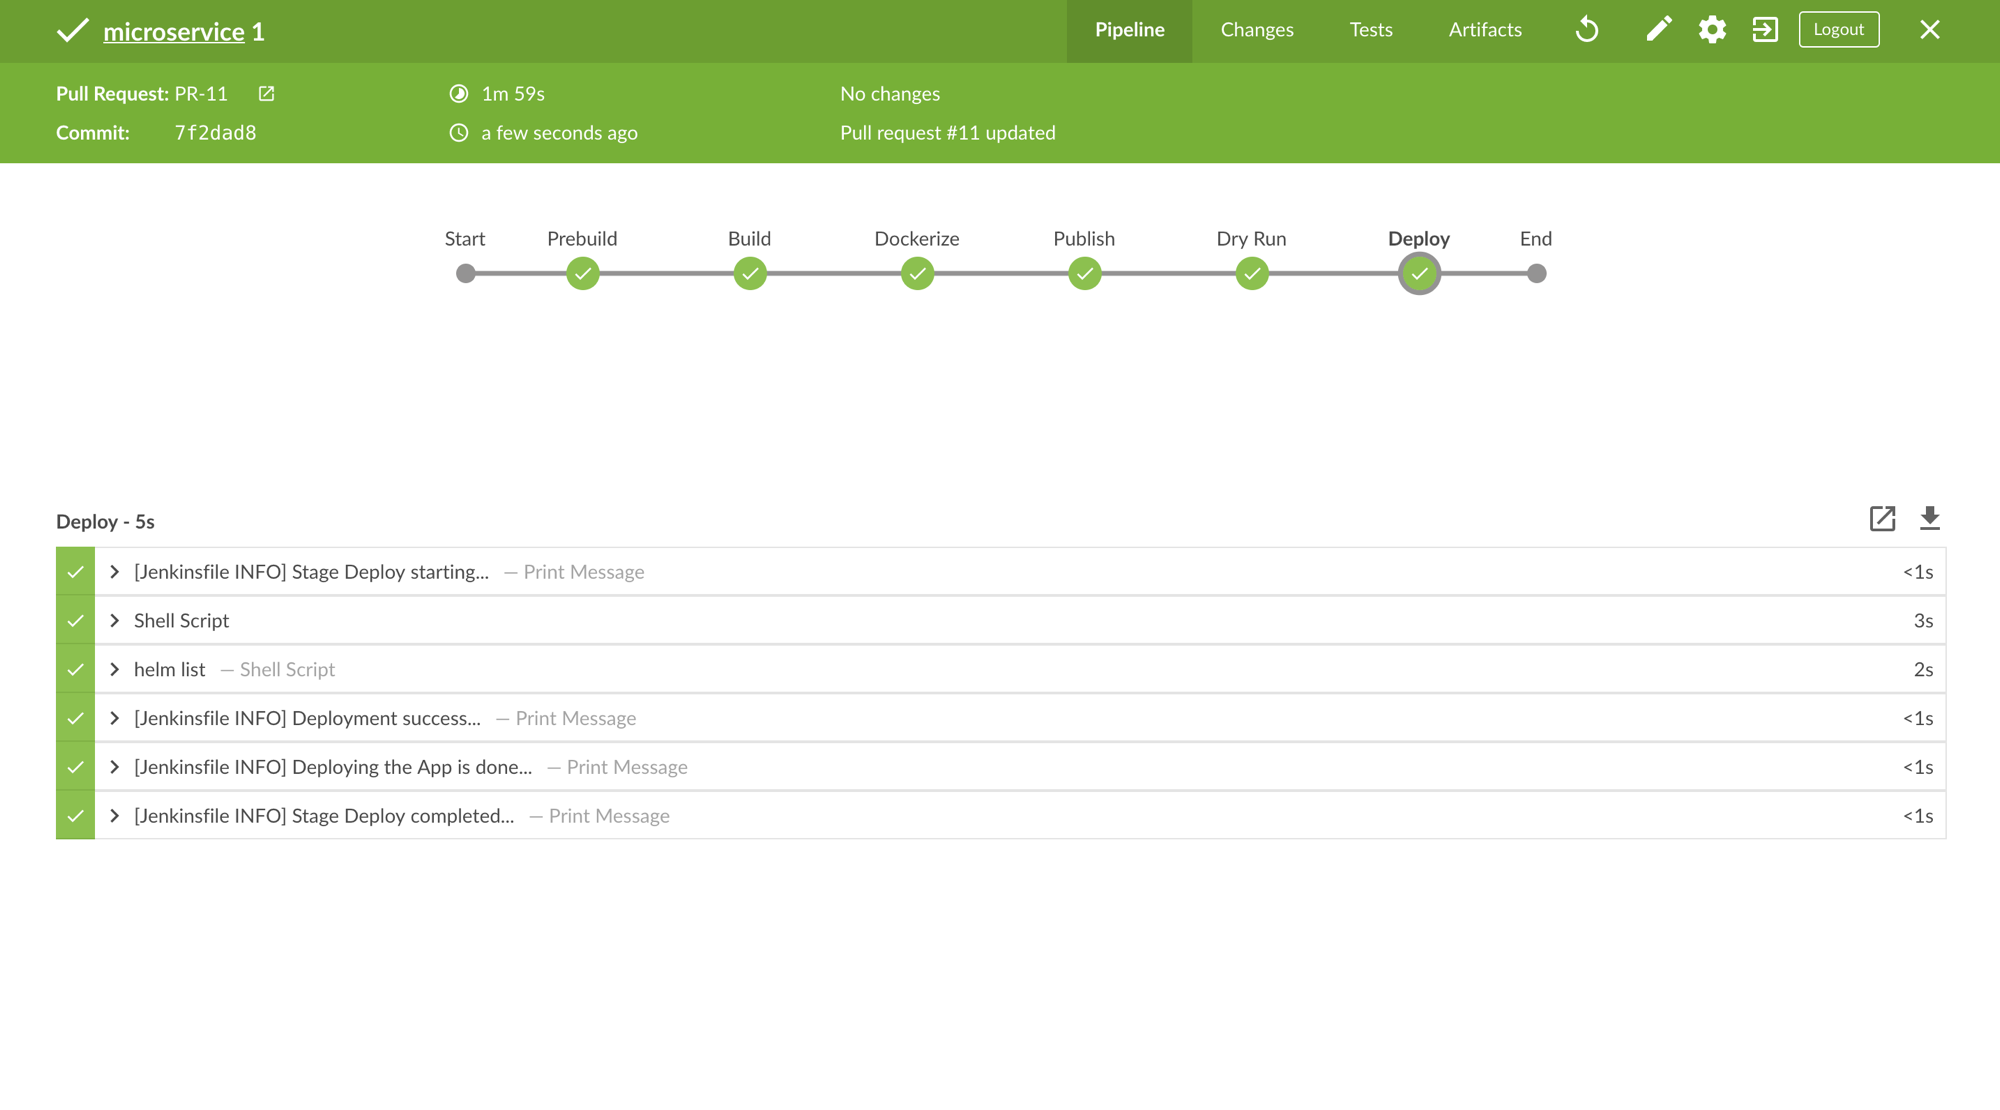 microservice 1 Pipeline Changes Tests Artifacts Logout
Pull Request: PR-11 1m 59s No changes
Commit: 7f2dad8 a few seconds ago Pull request #11 updated
Start Prebuild Build Dockerize Publish Dry Run Deploy End
Deploy - 5s
[Jenkinsfile INFO] Stage Deploy starting... — Print Message <1s
Shell Script 3s
helm list — Shell Script 2s
[Jenkinsfile INFO] Deployment success... — Print Message <1s
[Jenkinsfile INFO] Deploying the App is done... — Print Message <1s
[Jenkinsfile INFO] Stage Deploy completed... — Print Message <1s